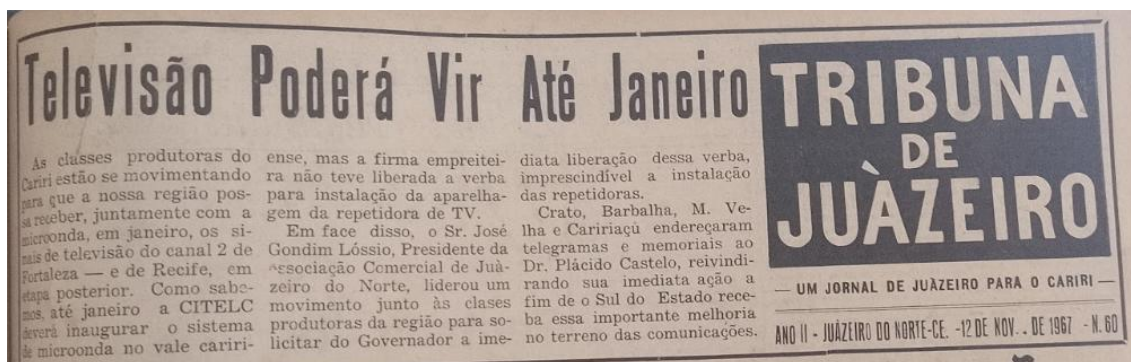 Televisão Poderá Vir Até Janeiro
As classes produtoras do
Cariri estão se movimentando
para que a nossa região pos-
sa receber, juntamente com a
microonda, em janeiro, os si-
nais de televisão do canal 2 de
Fortaleza — e de Recife, em
etapa posterior. Como sabe-
mos, até janeiro a CITELC
deverá inaugurar o sistema
de microonda no vale cariri-
ense, mas a firma empreitei-
ra não teve liberada a verba
para instalação da aparelha-
gem da repetidora de TV.
Em face disso, o Sr. José
Gondim Lóssio, Presidente da
Associação Comercial de Juà-
zeiro do Norte, liderou um
movimento junto às clases
produtoras da região para so-
licitar do Governador a ime-
diata liberação dessa verba,
imprescindível a instalação
das repetidoras.
Crato, Barbalha, M. Ve-
lha e Caririaçù endereçaram
telegramas e memoriais ao
Dr. Plácido Castelo, reivindi-
rando sua imediata ação a
fim de o Sul do Estado rece-
ba essa importante melhoria
no terreno das comunicações.
TRIBUNA
DE
JUÀZEIRO
— UM JORNAL DE JUÀZEIRO PARA O CARIRI —
ANO II - JUÀZEIRO DO NORTE-CE. -12 DE NOV.. DE 1967 - N. 60